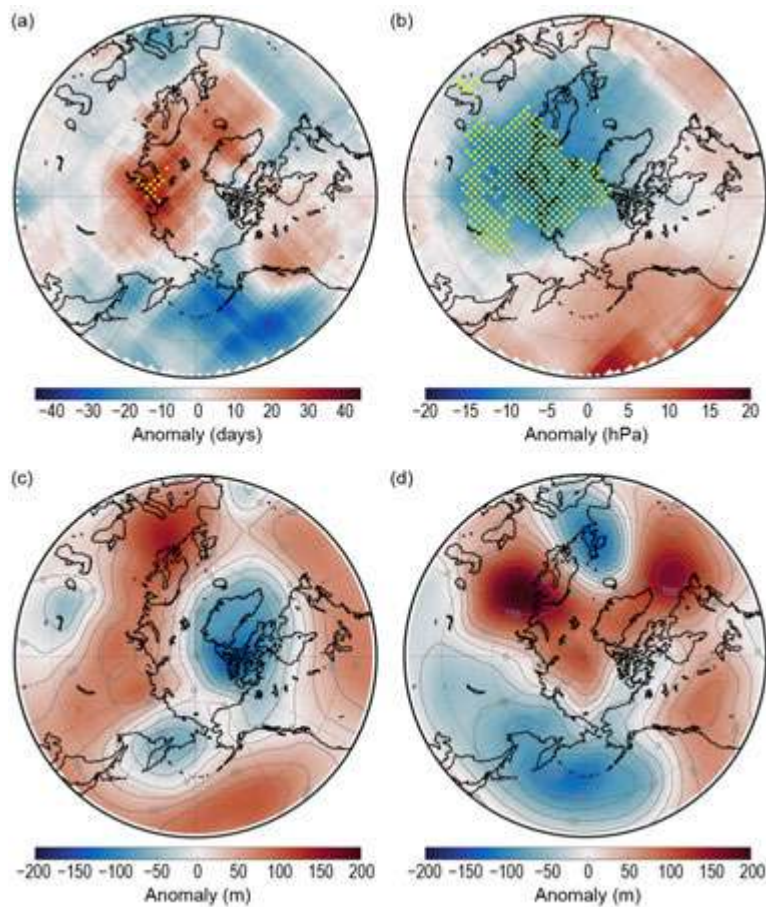 (a)
(b)
−40 −30 −20 −10 0 10 20 30 40
Anomaly (days)
−20 −15 −10 −5 0 5 10 15 20
Anomaly (hPa)
(c)
(d)
−200 −150 −100 −50 0 50 100 150 200
Anomaly (m)
−200 −150 −100 −50 0 50 100 150 200
Anomaly (m)